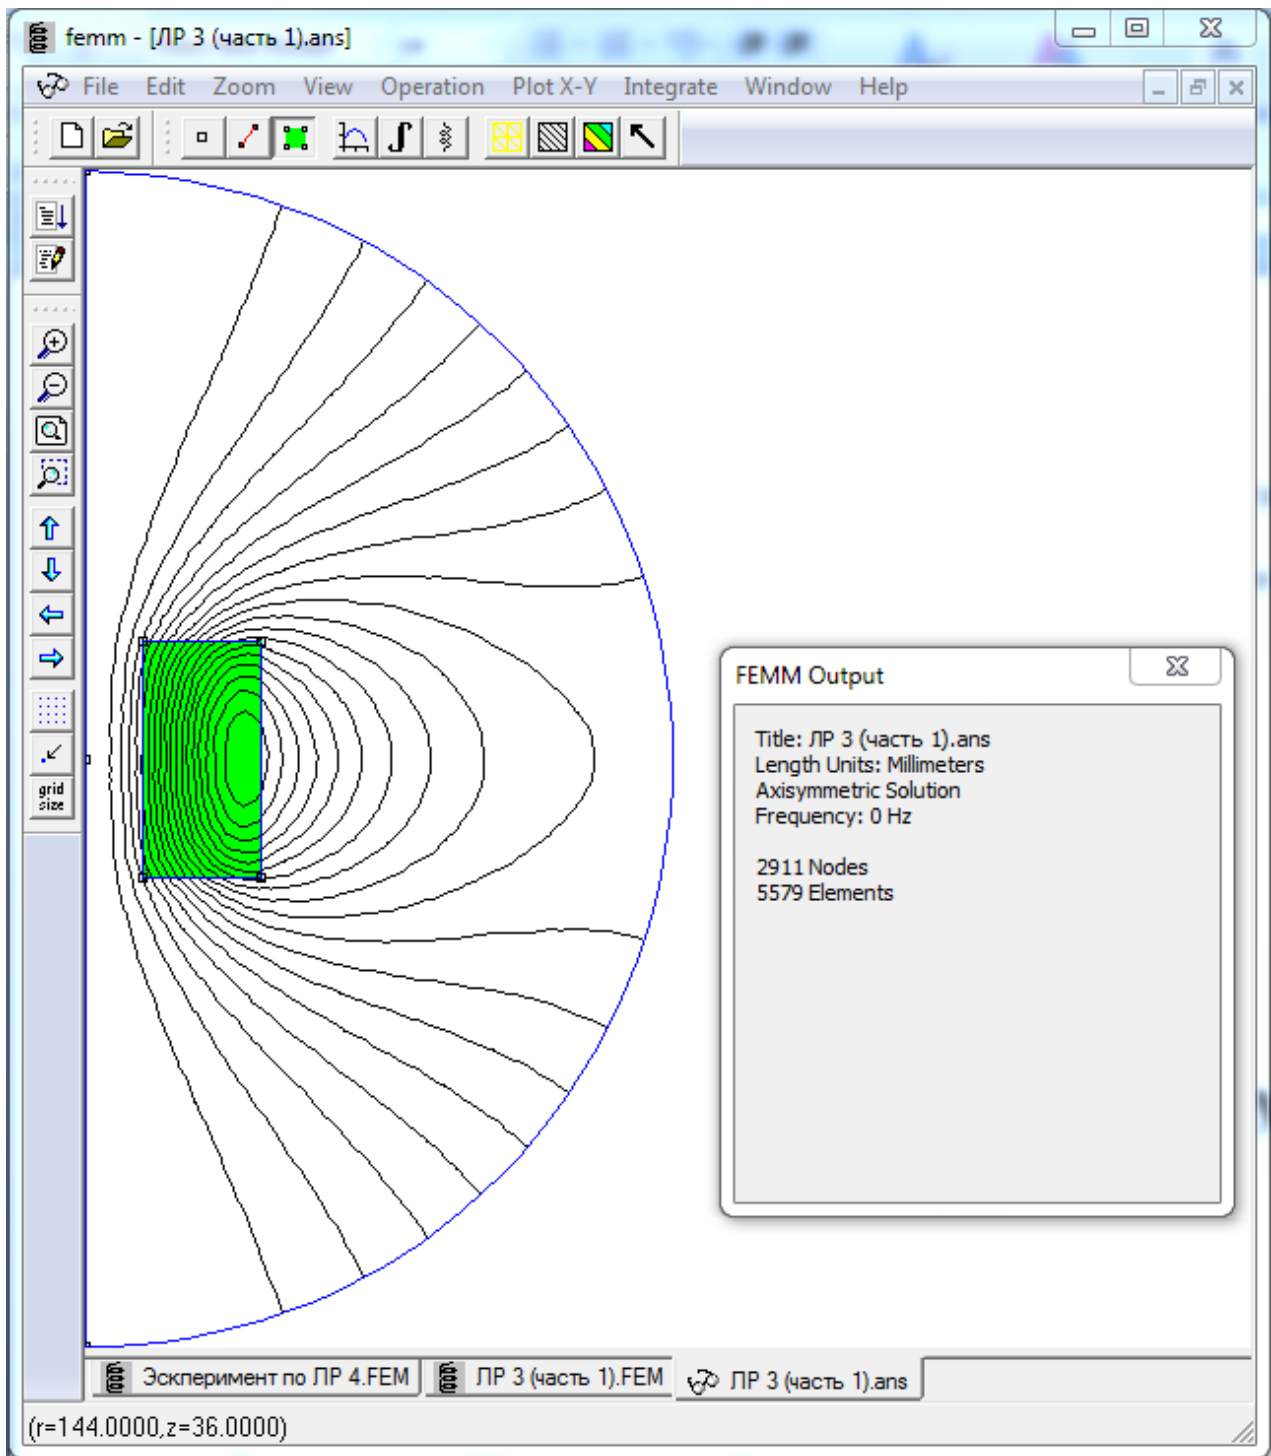 femm - [ЛР 3 (часть 1).ans]
File Edit Zoom View Operation Plot X-Y Integrate Window Help
grid
size
FEMM Output
Title: ЛР 3 (часть 1).ans
Length Units: Millimeters
Axisymmetric Solution
Frequency: 0 Hz
2911 Nodes
5579 Elements
Эскперимент по ЛР 4.FEM
ЛР 3 (часть 1).FEM
ЛР 3 (часть 1).ans
(r=144.0000,z=36.0000)